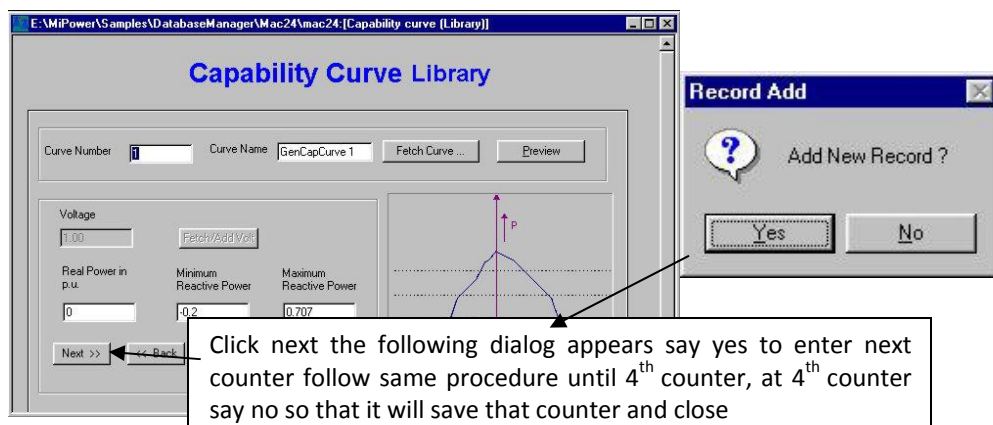 E:\MiPower\Samples\DatabaseManager\Mac24\mac24:[Capability curve (Library)]
Capability Curve Library
Curve Number 1 Curve Name GenCapCurve 1 Fetch Curve ... Preview
Voltage
1.00 Fetch/Add Volt
P
Real Power in p.u.
Minimum Reactive Power
Maximum Reactive Power
0 -0.2 0.707
Next >> << Back
Record Add
Add New Record ?
Yes No
Click next the following dialog appears say yes to enter next
counter follow same procedure until 4th counter, at 4th counter
say no so that it will save that counter and close